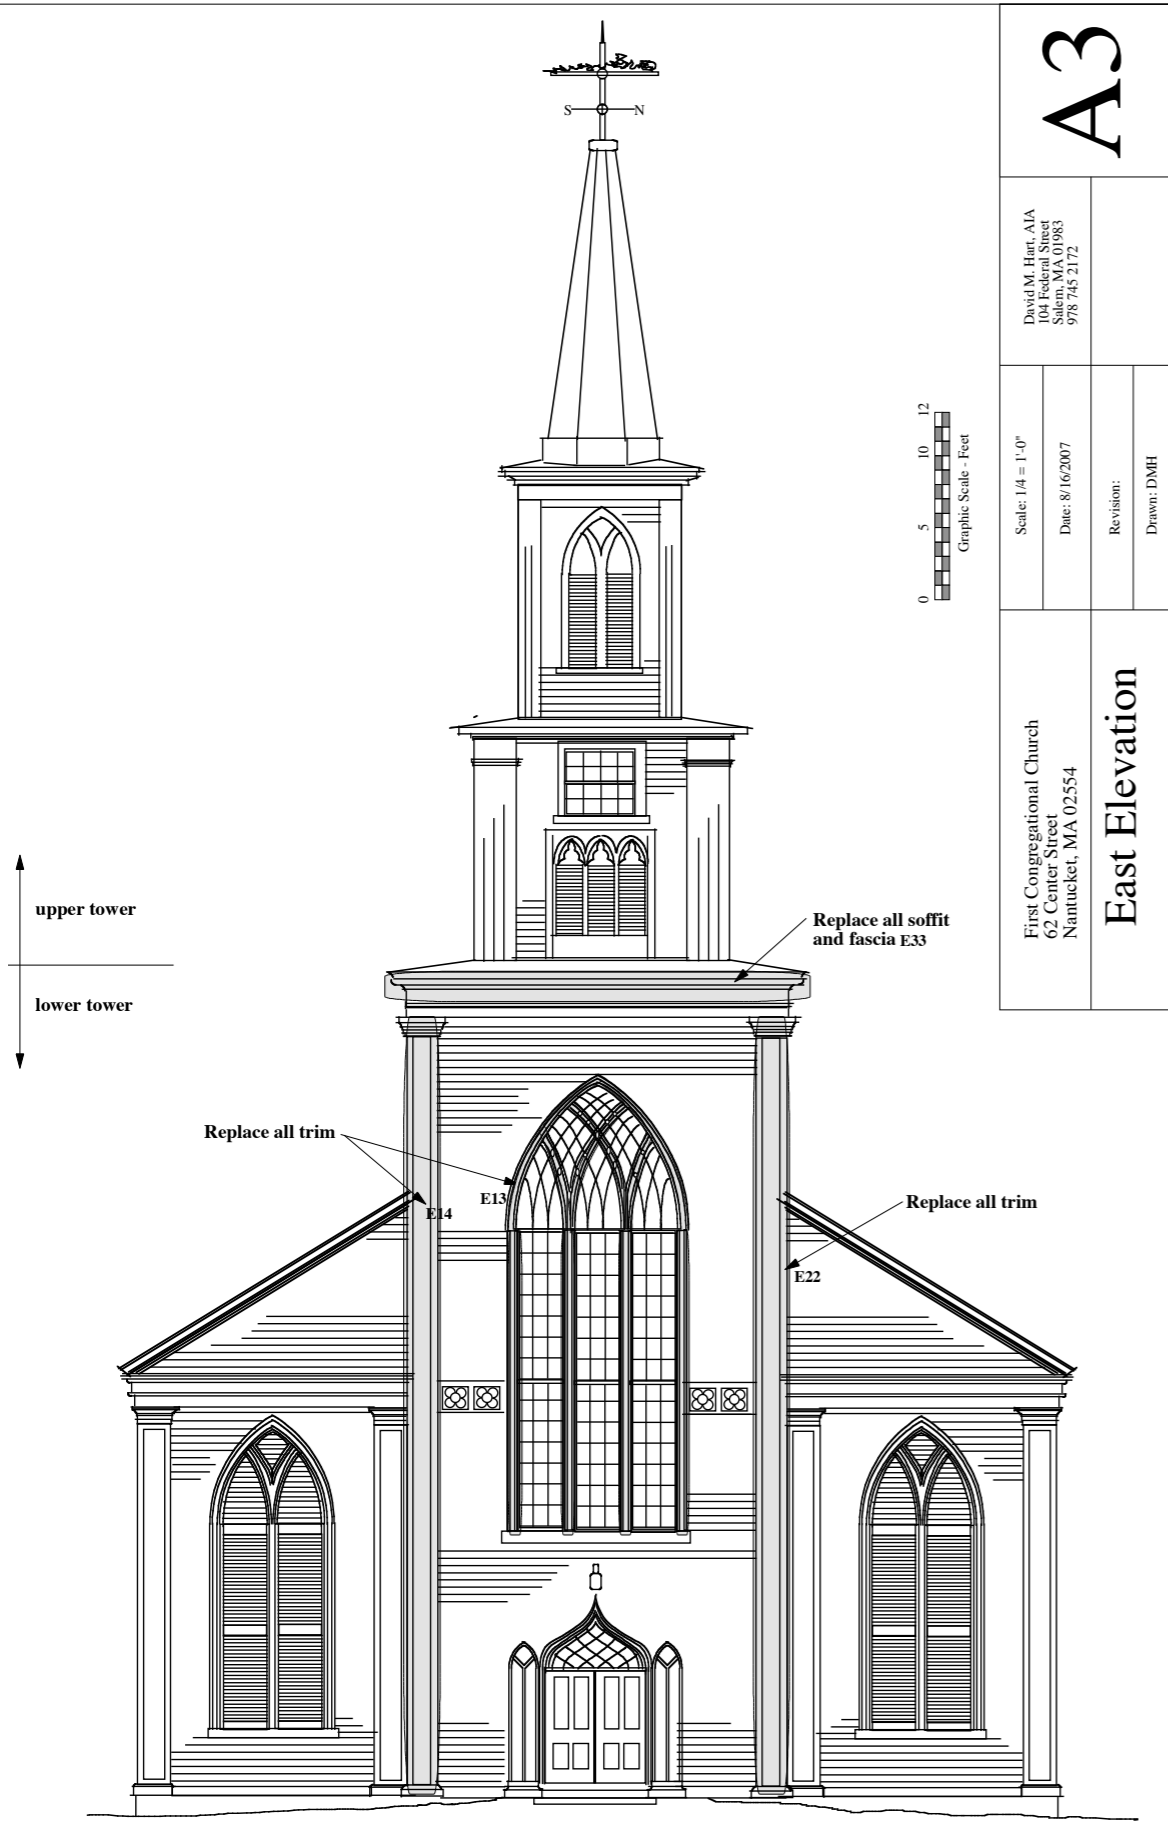 S
N
upper tower
lower tower
Replace all soffit
and fascia E33
Replace all trim
E13
E14
Replace all trim
E22
0 5 10 12
Graphic Scale - Feet
A3
David M. Hart, AIA
104 Federal Street
Salem, MA 01983
978 745 2172
Scale: 1/4 = 1'-0"
Date: 8/16/2007
Revision:
Drawn: DMH
First Congregational Church
62 Center Street
Nantucket, MA 02554
East Elevation